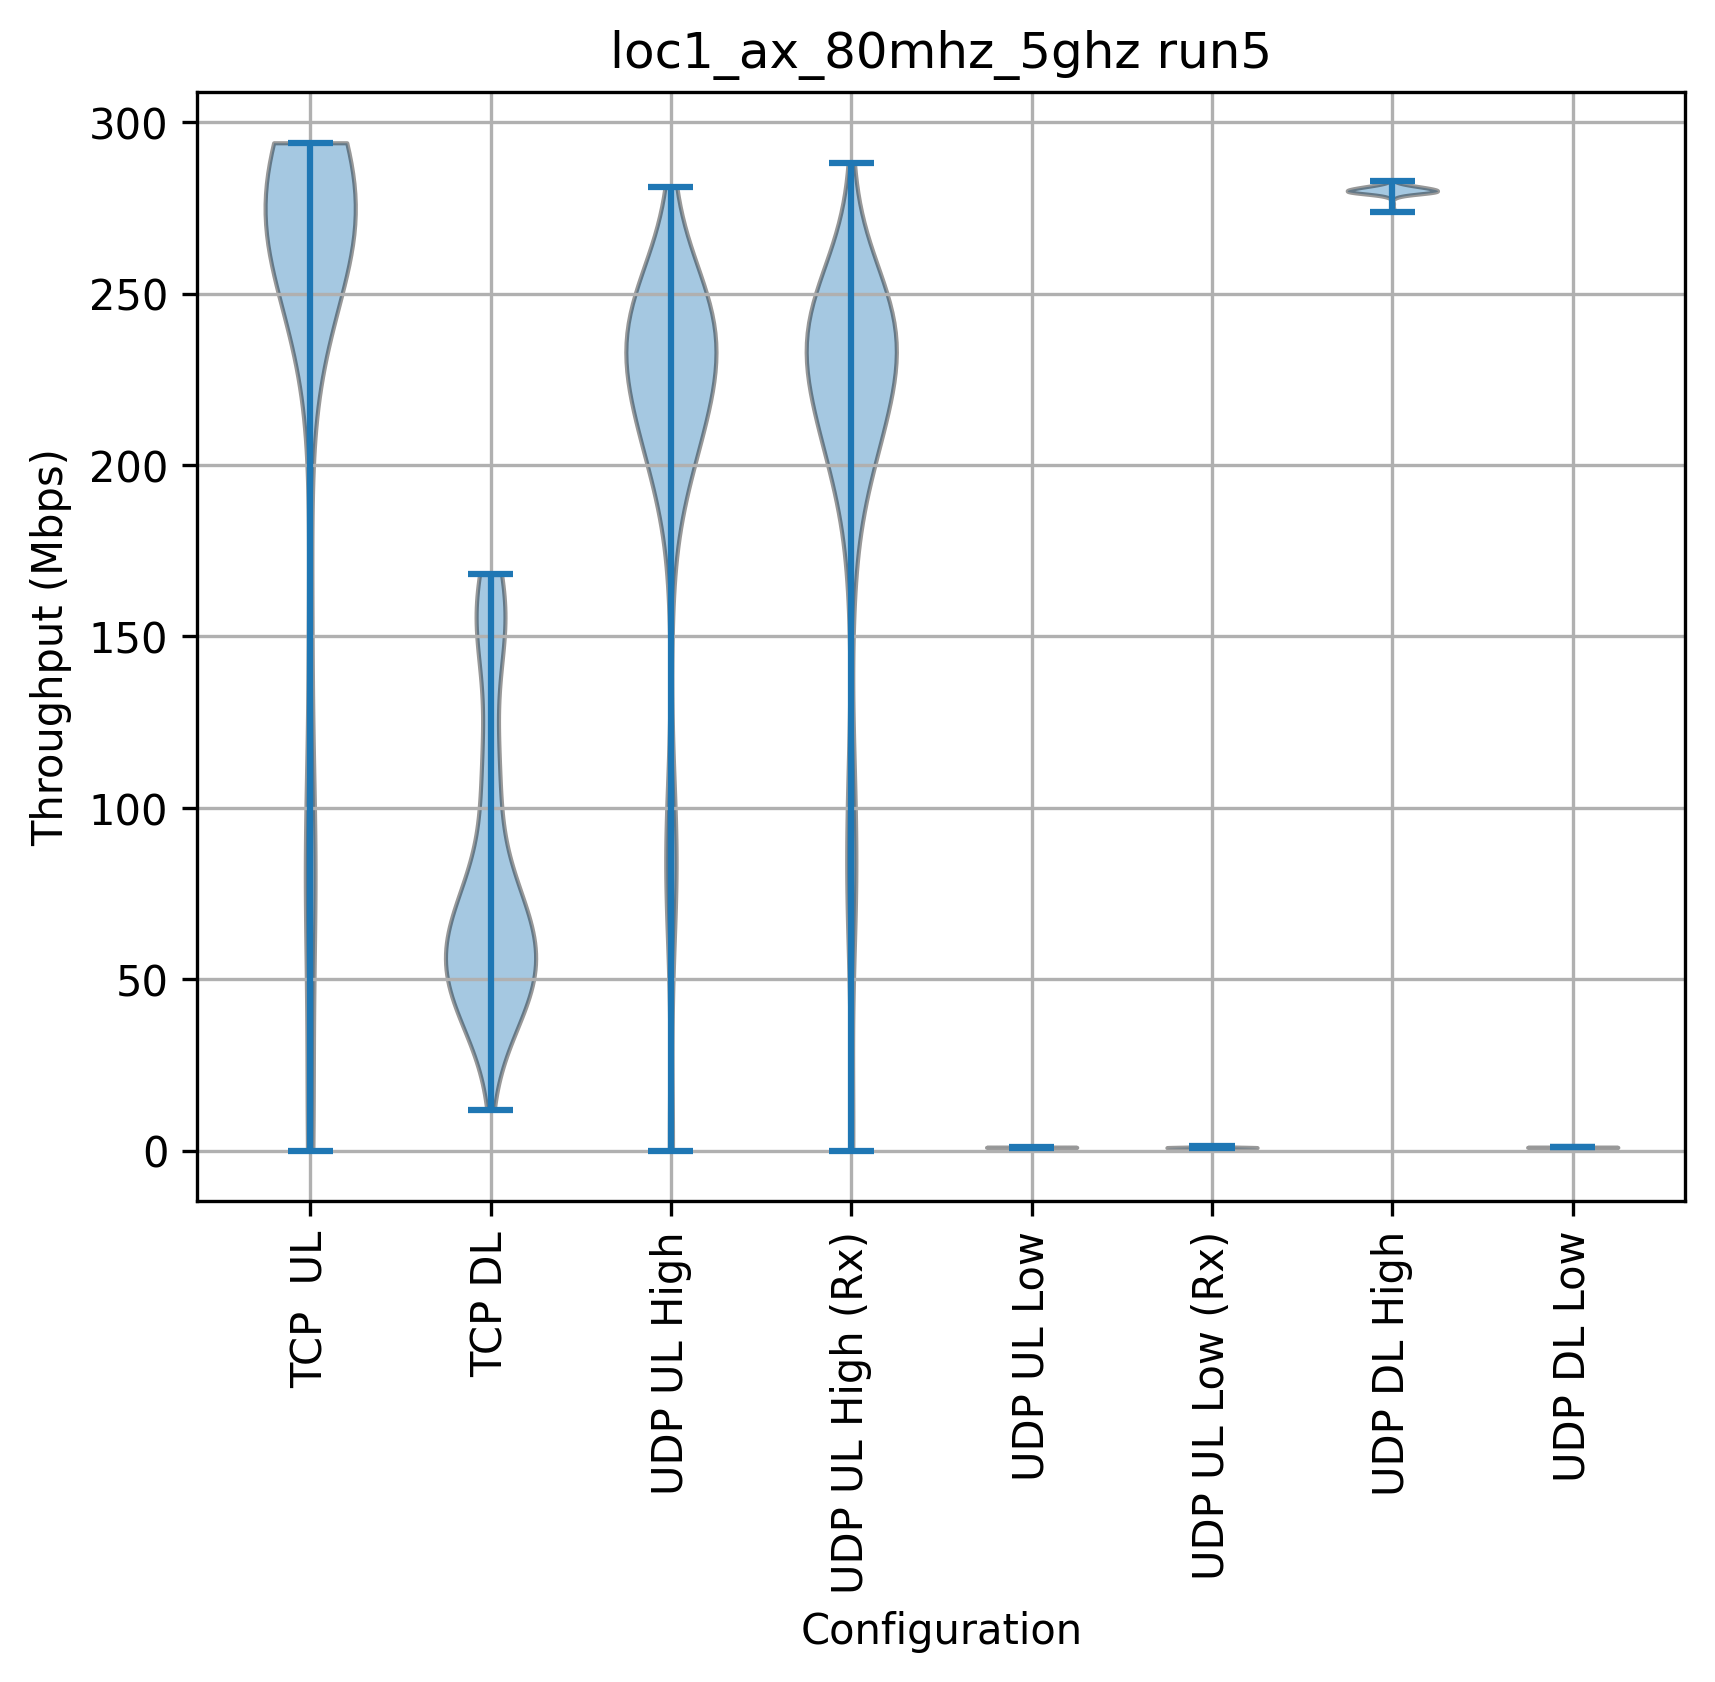 loc1_ax_80mhz_5ghz run5
300
250
200
150
100
50
0
Throughput (Mbps)
TCP  UL
TCP DL
UDP UL High
UDP UL High (Rx)
UDP UL Low
UDP UL Low (Rx)
UDP DL High
UDP DL Low
Configuration